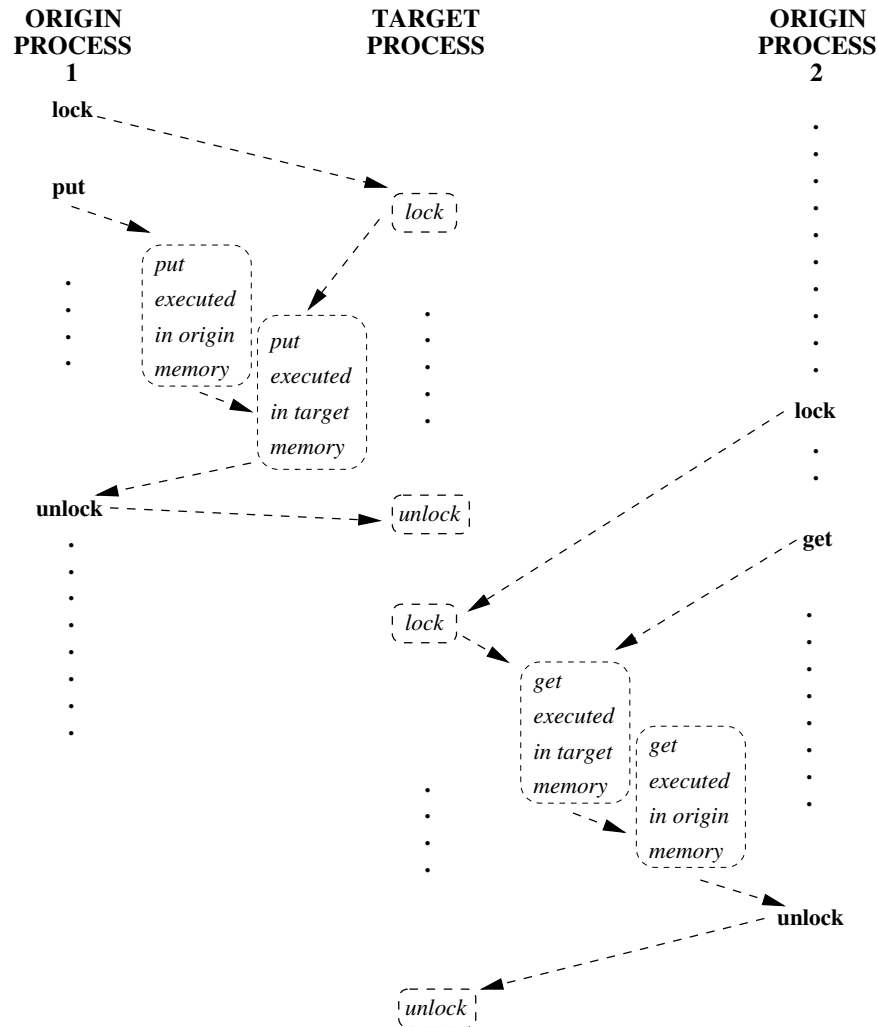 ORIGIN
PROCESS
1
TARGET
PROCESS
ORIGIN
PROCESS
2
lock
put
lock
put
executed
in origin
memory
put
executed
in target
memory
lock
unlock
unlock
get
lock
get
executed
in target
memory
get
executed
in origin
memory
unlock
unlock